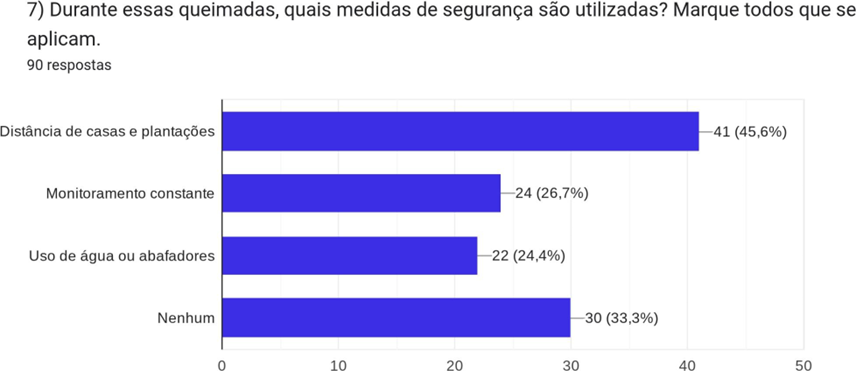 7) Durante essas queimadas, quais medidas de segurança são utilizadas? Marque todos que se
aplicam.
90 respostas
Distância de casas e plantações
41 (45,6%)
Monitoramento constante
24 (26,7%)
Uso de água ou abafadores
22 (24,4%)
Nenhum
30 (33,3%)
0 10 20 30 40 50